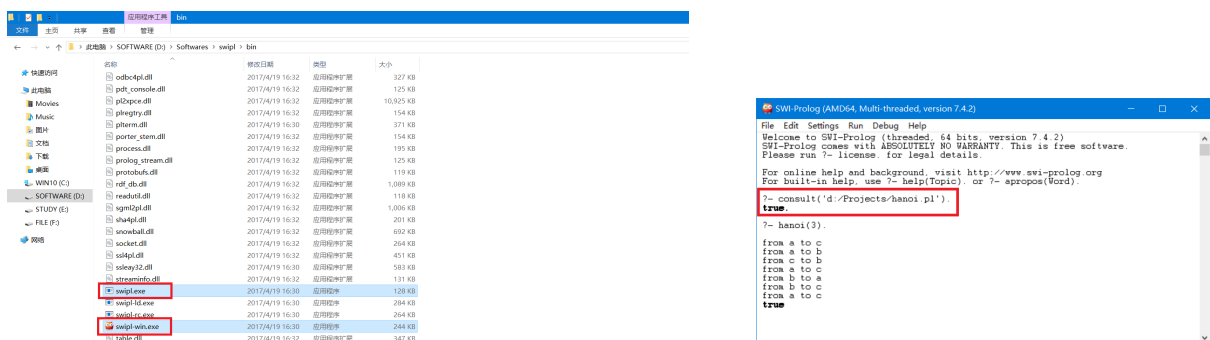 应用程序工具 bin
文件 主页 共享 查看 管理
此电脑 > SOFTWARE (D:) > Softwares > swipl > bin
名称 修改日期 类型 大小
快速访问
此电脑
Movies
Music
图片
文档
下载
桌面
WIN10 (C:)
SOFTWARE (D:)
STUDY (E:)
FILE (F:)
网络
odbc4pl.dll 2017/4/19 16:32 应用程序扩展 327 KB
pdt_console.dll 2017/4/19 16:32 应用程序扩展 125 KB
pl2xpce.dll 2017/4/19 16:32 应用程序扩展 10,925 KB
plregtry.dll 2017/4/19 16:32 应用程序扩展 154 KB
plterm.dll 2017/4/19 16:30 应用程序扩展 371 KB
porter_stem.dll 2017/4/19 16:32 应用程序扩展 154 KB
process.dll 2017/4/19 16:32 应用程序扩展 195 KB
prolog_stream.dll 2017/4/19 16:32 应用程序扩展 125 KB
protobufs.dll 2017/4/19 16:32 应用程序扩展 119 KB
rdf_db.dll 2017/4/19 16:32 应用程序扩展 1,089 KB
readutil.dll 2017/4/19 16:32 应用程序扩展 118 KB
sgml2pl.dll 2017/4/19 16:32 应用程序扩展 1,006 KB
sha4pl.dll 2017/4/19 16:32 应用程序扩展 201 KB
snowball.dll 2017/4/19 16:32 应用程序扩展 692 KB
socket.dll 2017/4/19 16:32 应用程序扩展 264 KB
ssl4pl.dll 2017/4/19 16:32 应用程序扩展 451 KB
ssleay32.dll 2017/4/19 16:30 应用程序扩展 583 KB
streaminfo.dll 2017/4/19 16:32 应用程序扩展 131 KB
swipl.exe 2017/4/19 16:30 应用程序 128 KB
swipl-ld.exe 2017/4/19 16:30 应用程序 284 KB
swipl-rc.exe 2017/4/19 16:30 应用程序 264 KB
swipl-win.exe 2017/4/19 16:30 应用程序 244 KB
table.dll 2017/4/19 16:32 应用程序扩展 347 KB
SWI-Prolog (AMD64, Multi-threaded, version 7.4.2)
File Edit Settings Run Debug Help
Welcome to SWI-Prolog (threaded, 64 bits, version 7.4.2)
SWI-Prolog comes with ABSOLUTELY NO WARRANTY. This is free software.
Please run ?- license. for legal details.
For online help and background, visit http://www.swi-prolog.org
For built-in help, use ?- help(Topic). or ?- apropos(Word).
?- consult('d:/Projects/hanoi.pl').
true.
?- hanoi(3).
from a to c
from a to b
from c to b
from a to c
from b to a
from b to c
from a to c
true